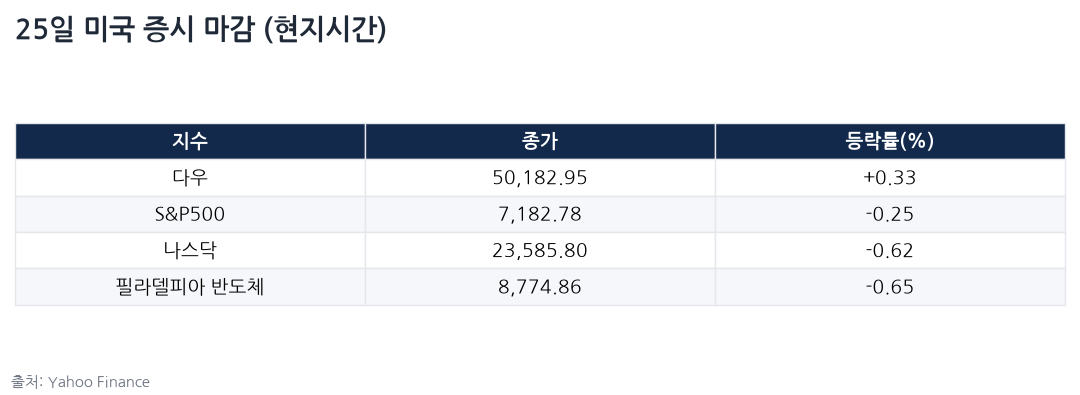 25일 미국 증시 마감 (현지시간)
지수 종가 등락률(%)
다우 50,182.95 +0.33
S&P500 7,182.78 -0.25
나스닥 23,585.80 -0.62
필라델피아 반도체 8,774.86 -0.65
출처: Yahoo Finance